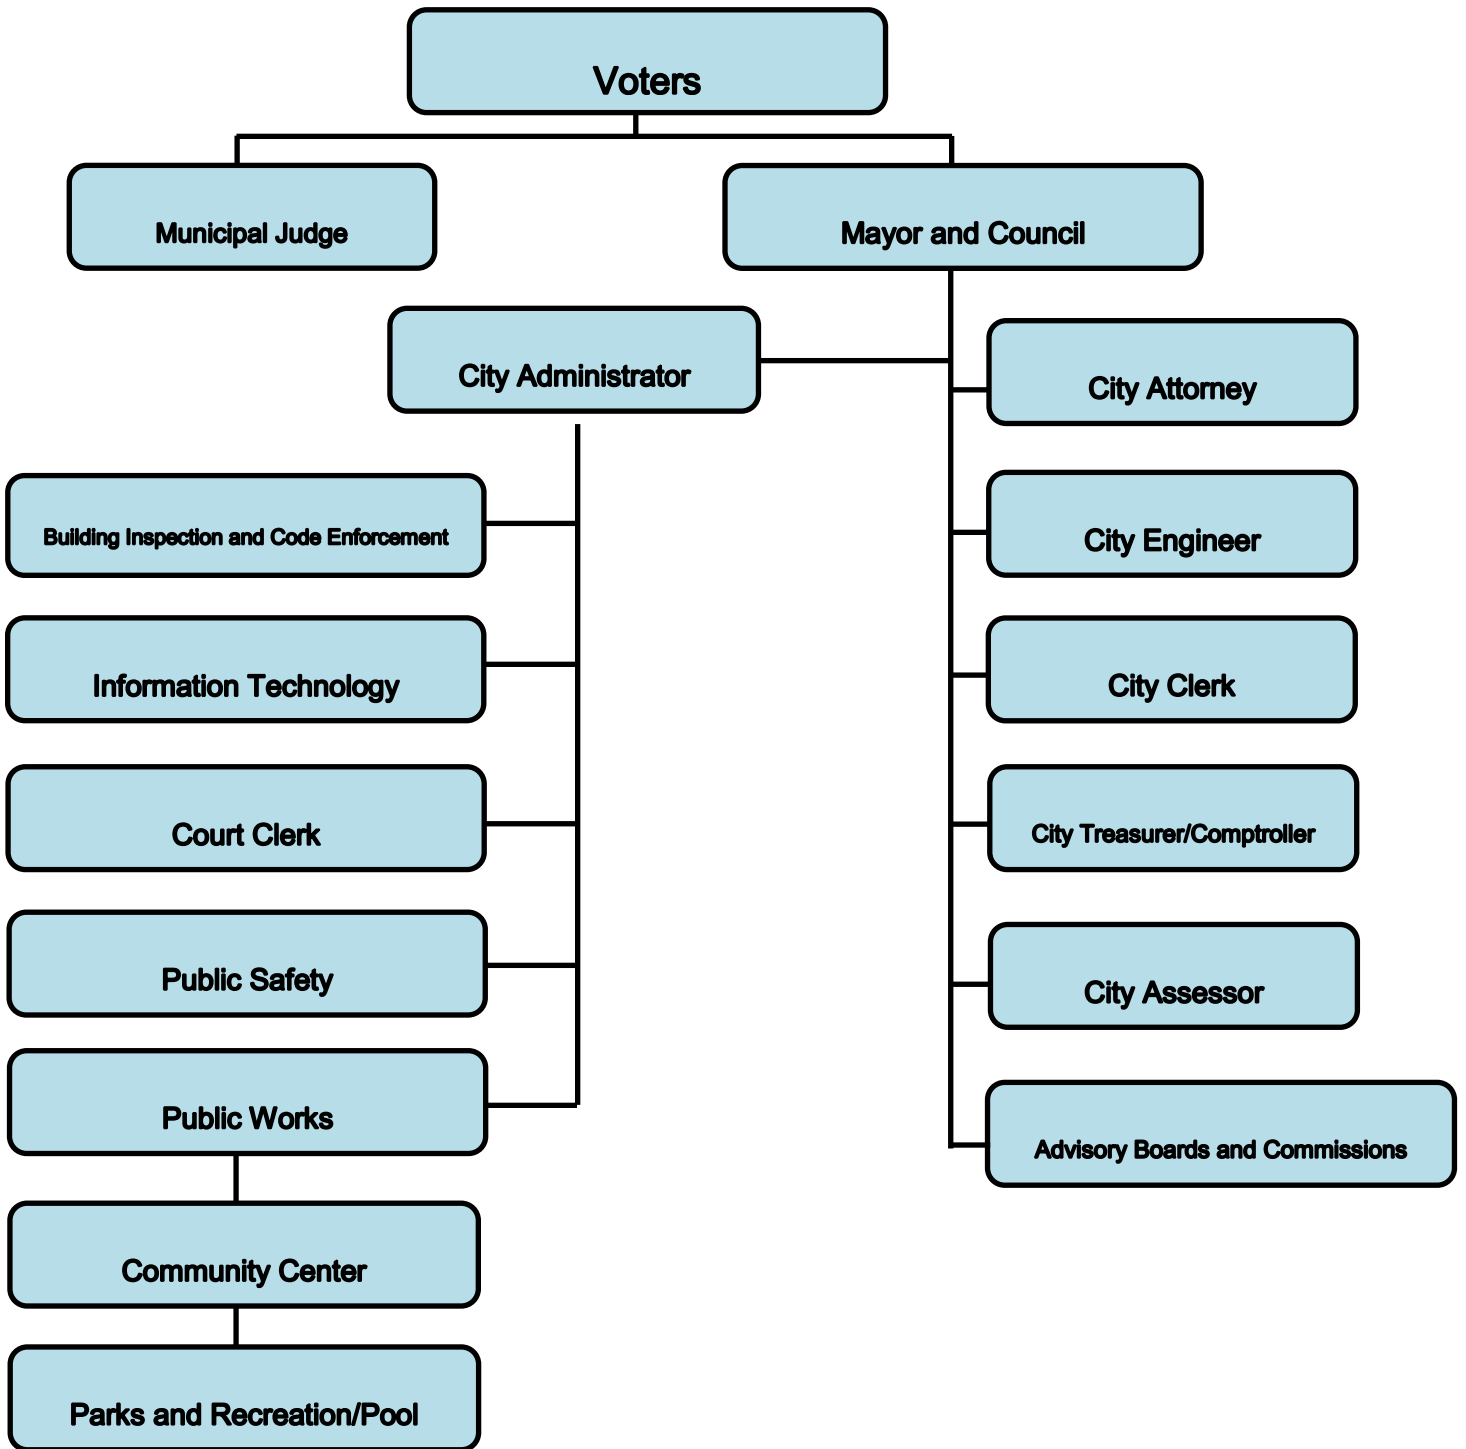 Voters
Municipal Judge
Mayor and Council
City Administrator
City Attorney
Building Inspection and Code Enforcement
City Engineer
Information Technology
City Clerk
Court Clerk
City Treasurer/Comptroller
Public Safety
City Assessor
Public Works
Advisory Boards and Commissions
Community Center
Parks and Recreation/Pool